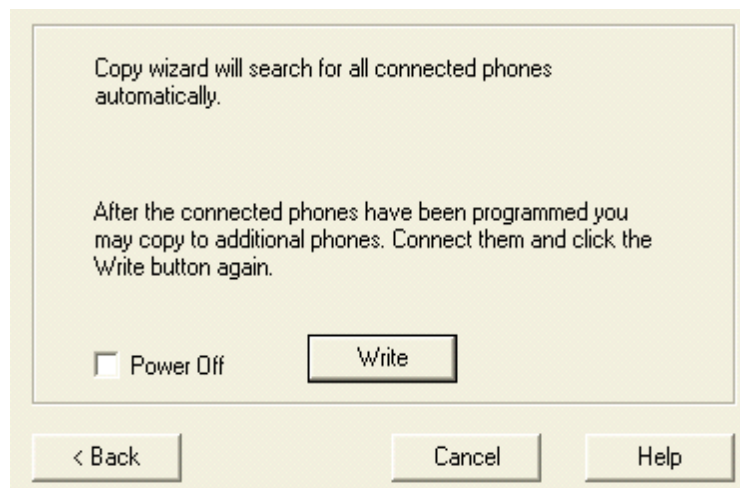 Copy wizard will search for all connected phones
automatically.
After the connected phones have been programmed you
may copy to additional phones. Connect them and click the
Write button again.
Power Off
Write
< Back
Cancel
Help